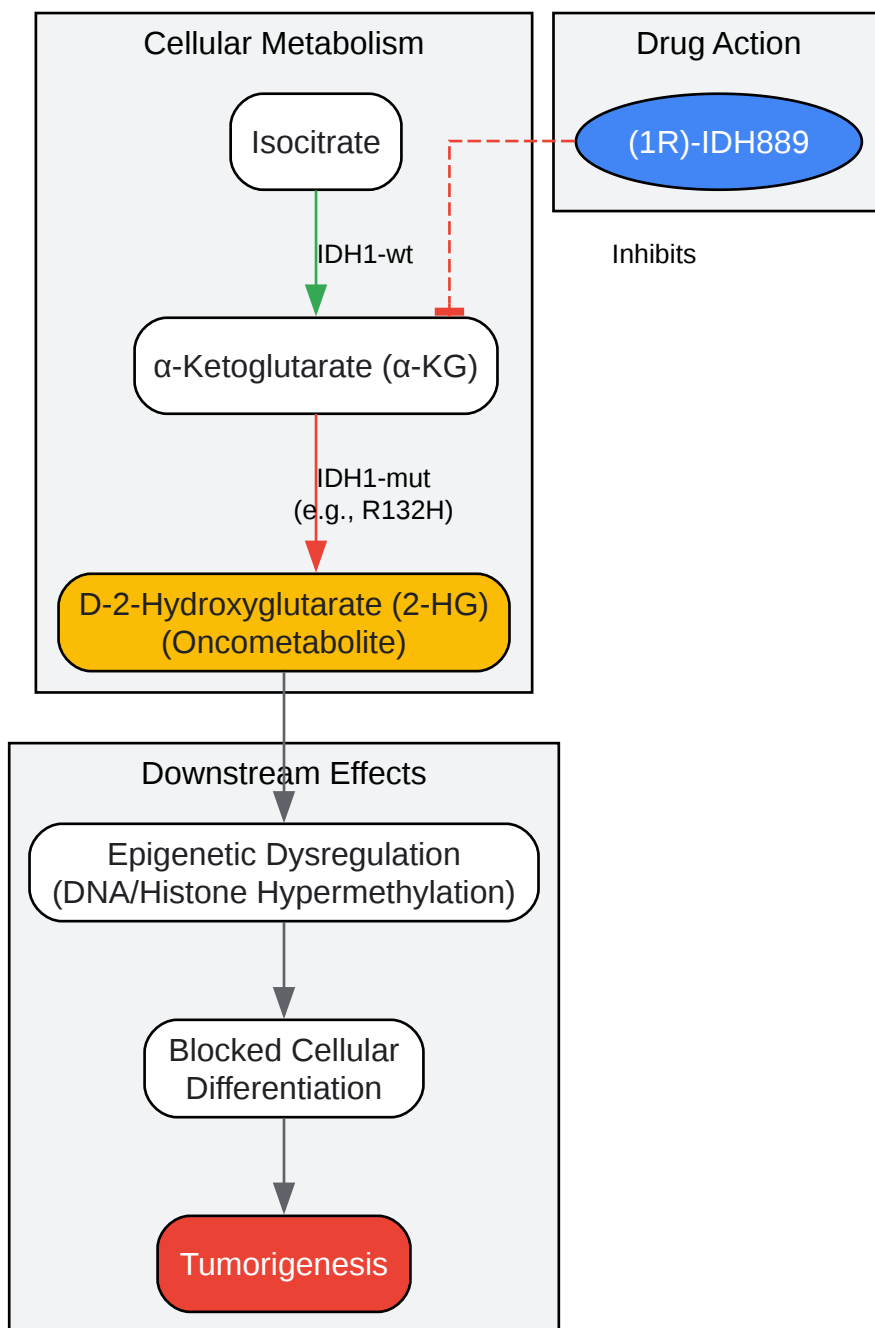 Cellular Metabolism
Drug Action
Isocitrate
(1R)-IDH889
IDH1-wt
Inhibits
α-Ketoglutarate (α-KG)
IDH1-mut
(e.g., R132H)
D-2-Hydroxyglutarate (2-HG)
(Oncometabolite)
Downstream Effects
Epigenetic Dysregulation
(DNA/Histone Hypermethylation)
Blocked Cellular
Differentiation
Tumorigenesis